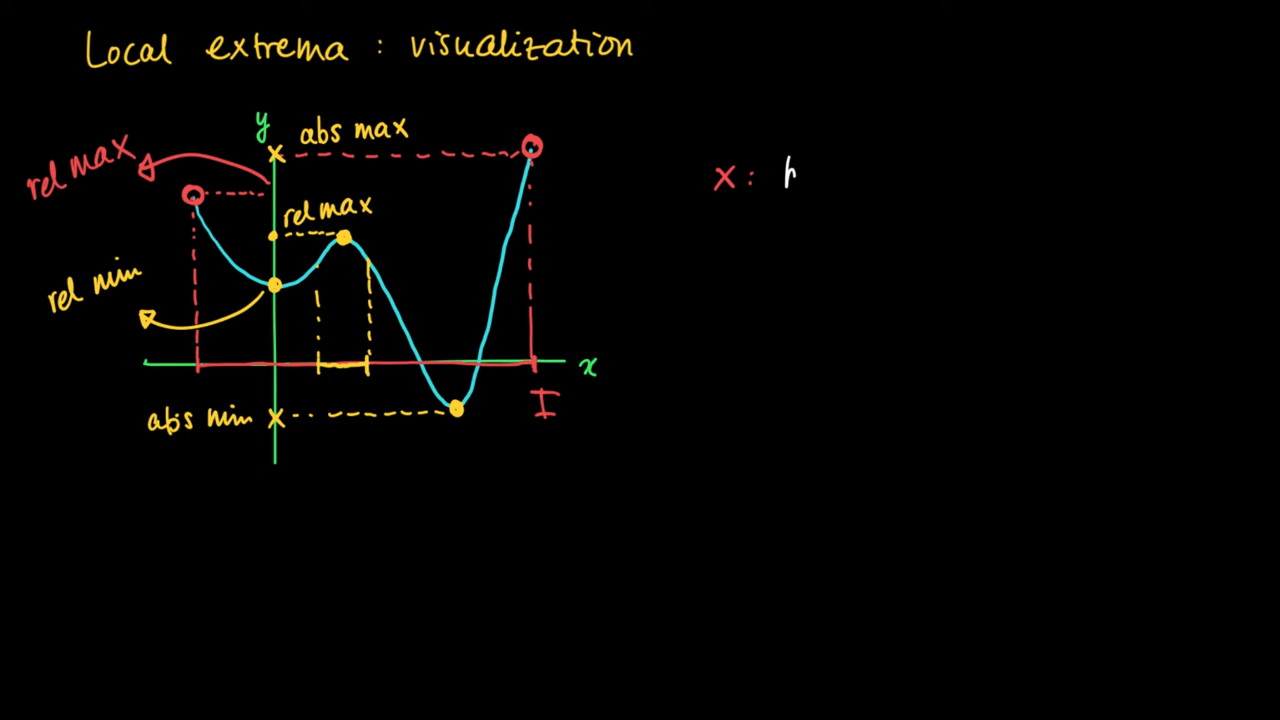 Local extrema : visualization
y
abs max
rel max
rel max
rel min
x
abs min
I
x :